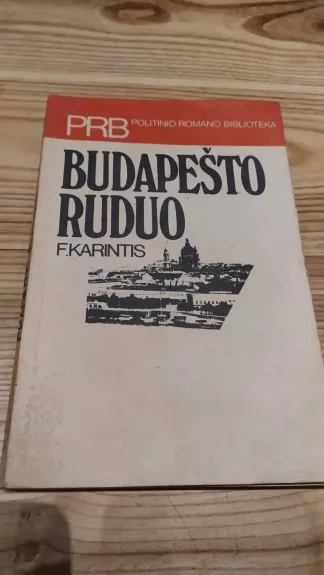 PRB POLITINIO ROMANO BIBLIOTEKA
BUDAPEŠTO
RUDUO
F.KARINTIS